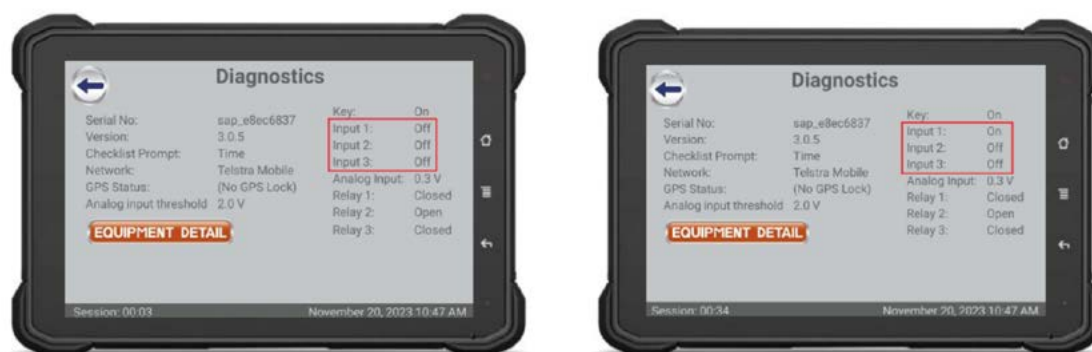 Diagnostics
Serial No: sap_e8ec6837
Version: 3.0.5
Checklist Prompt: Time
Network: Telstra Mobile
GPS Status: (No GPS Lock)
Analog input threshold 2.0 V
EQUIPMENT DETAIL
Key: On
Input 1: Off
Input 2: Off
Input 3: Off
Analog Input: 0.3 V
Relay 1: Closed
Relay 2: Open
Relay 3: Closed
Session: 00:03 November 20, 2023 10:47 AM
Diagnostics
Serial No: sap_e8ec6837
Version: 3.0.5
Checklist Prompt: Time
Network: Telstra Mobile
GPS Status: (No GPS Lock)
Analog input threshold 2.0 V
EQUIPMENT DETAIL
Key: On
Input 1: On
Input 2: Off
Input 3: Off
Analog Input: 0.3 V
Relay 1: Closed
Relay 2: Open
Relay 3: Closed
Session: 00:34 November 20, 2023 10:47 AM